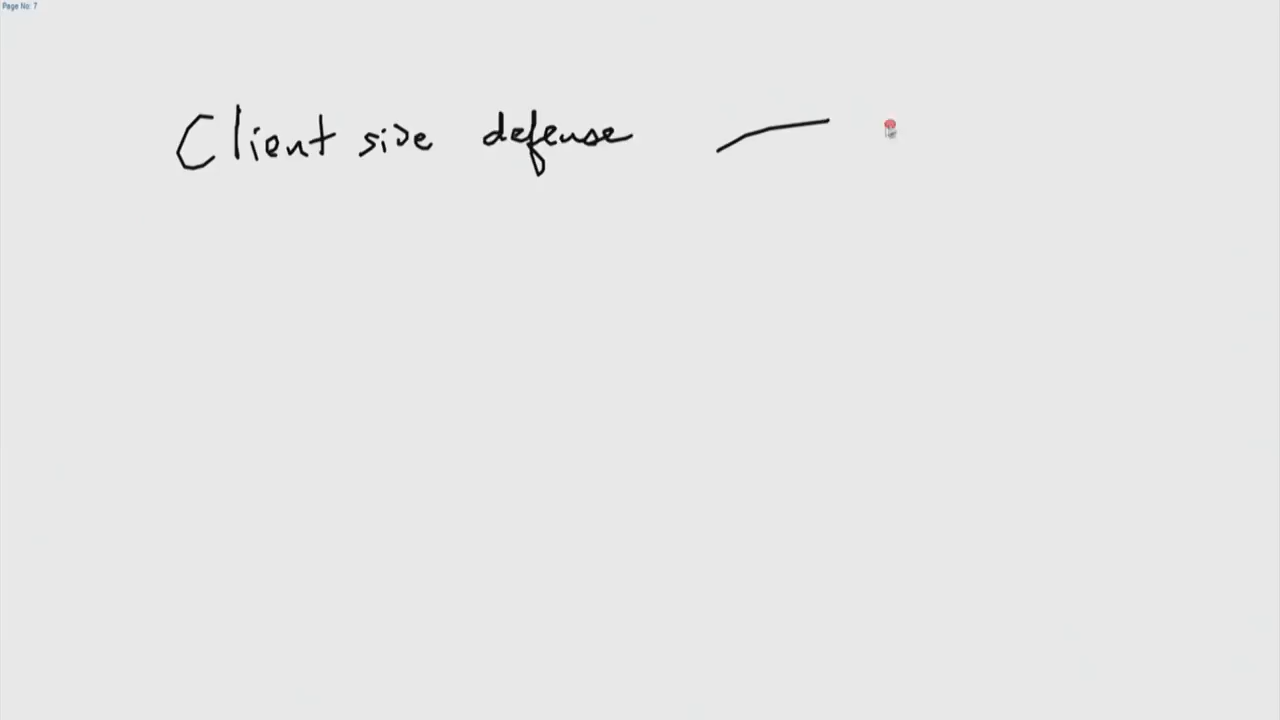 Page No: 7
Client side defense —